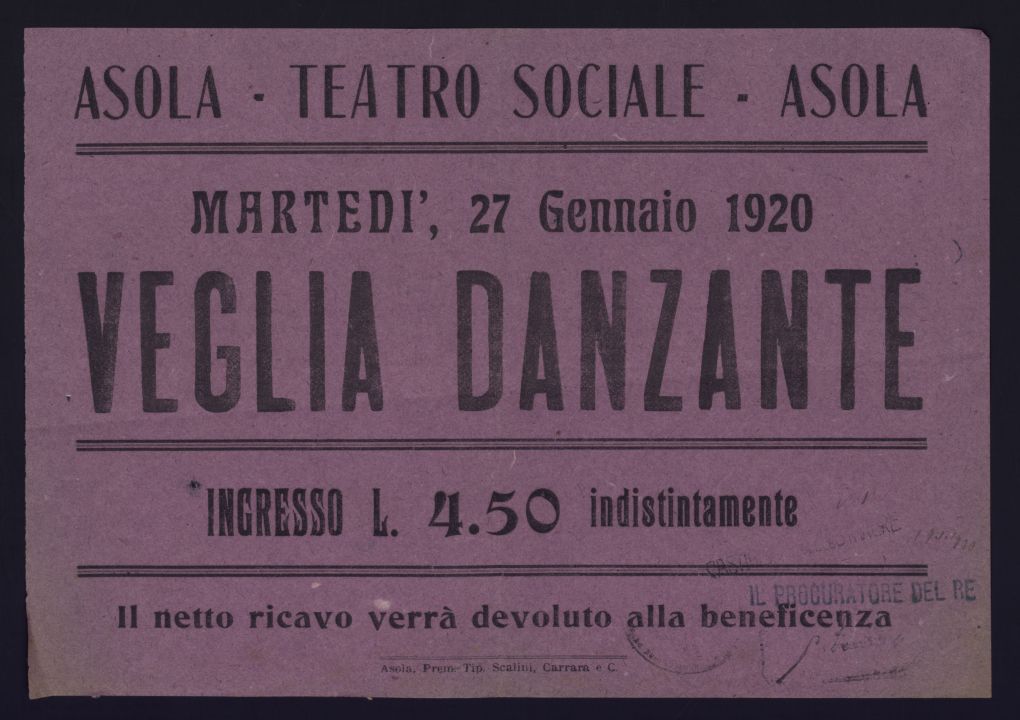 ASOLA - TEATRO SOCIALE - ASOLA
MARTEDI', 27 Gennaio 1920
VEGLIA DANZANTE
INGRESSO L. 4.50 indistintamente
IL PROCURATORE DEL RE
Il netto ricavo verrà devoluto alla beneficenza
Asola, Prem. Tip. Scalini, Carrara e C.